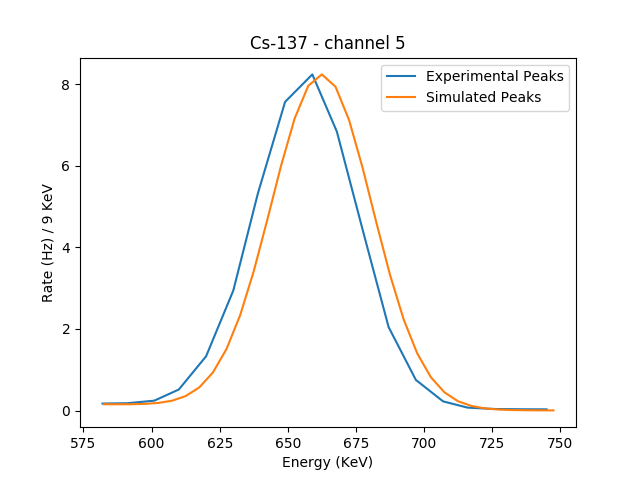 Cs-137 - channel 5
Experimental Peaks
Simulated Peaks
Rate (Hz) / 9 KeV
8
6
4
2
0
575 600 625 650 675 700 725 750
Energy (KeV)